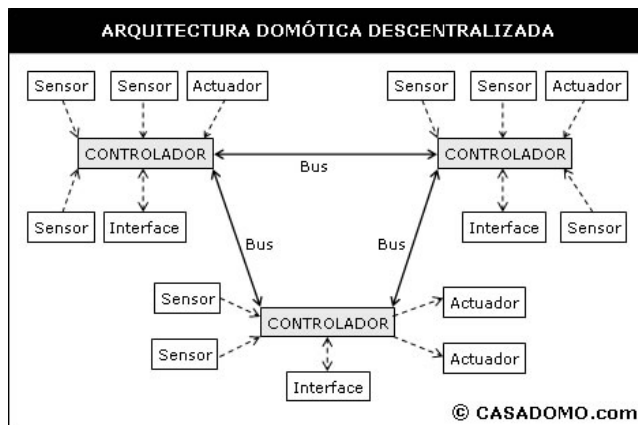 ARQUITECTURA DOMÓTICA DESCENTRALIZADA
Sensor Sensor Actuador
Sensor Sensor Actuador
CONTROLADOR
Bus
CONTROLADOR
Sensor Interface
Interface Sensor
Bus
Bus
Sensor
Actuador
CONTROLADOR
Sensor
Actuador
Interface
© CASADOMO.com